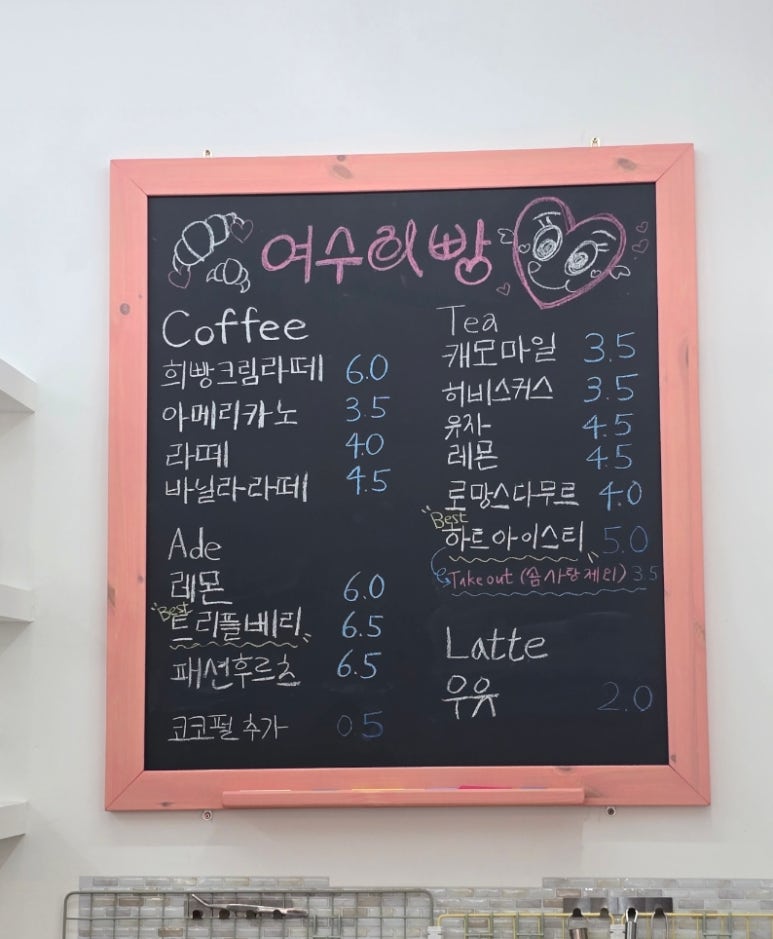 여수희빵
Coffee
희빵크림라떼 6.0
아메리카노 3.5
라떼 4.0
바닐라라떼 4.5
Ade
레몬 6.0
"Best
트리플베리 6.5
패션후르츠 6.5
코코펄 추가 0.5
Tea
캐모마일 3.5
히비스커스 3.5
유자 4.5
레몬 4.5
로망스다무르 4.0
"Best
하트아이스티 5.0
Takeout (솜사탕 제외) 3.5
Latte
우유 2.0